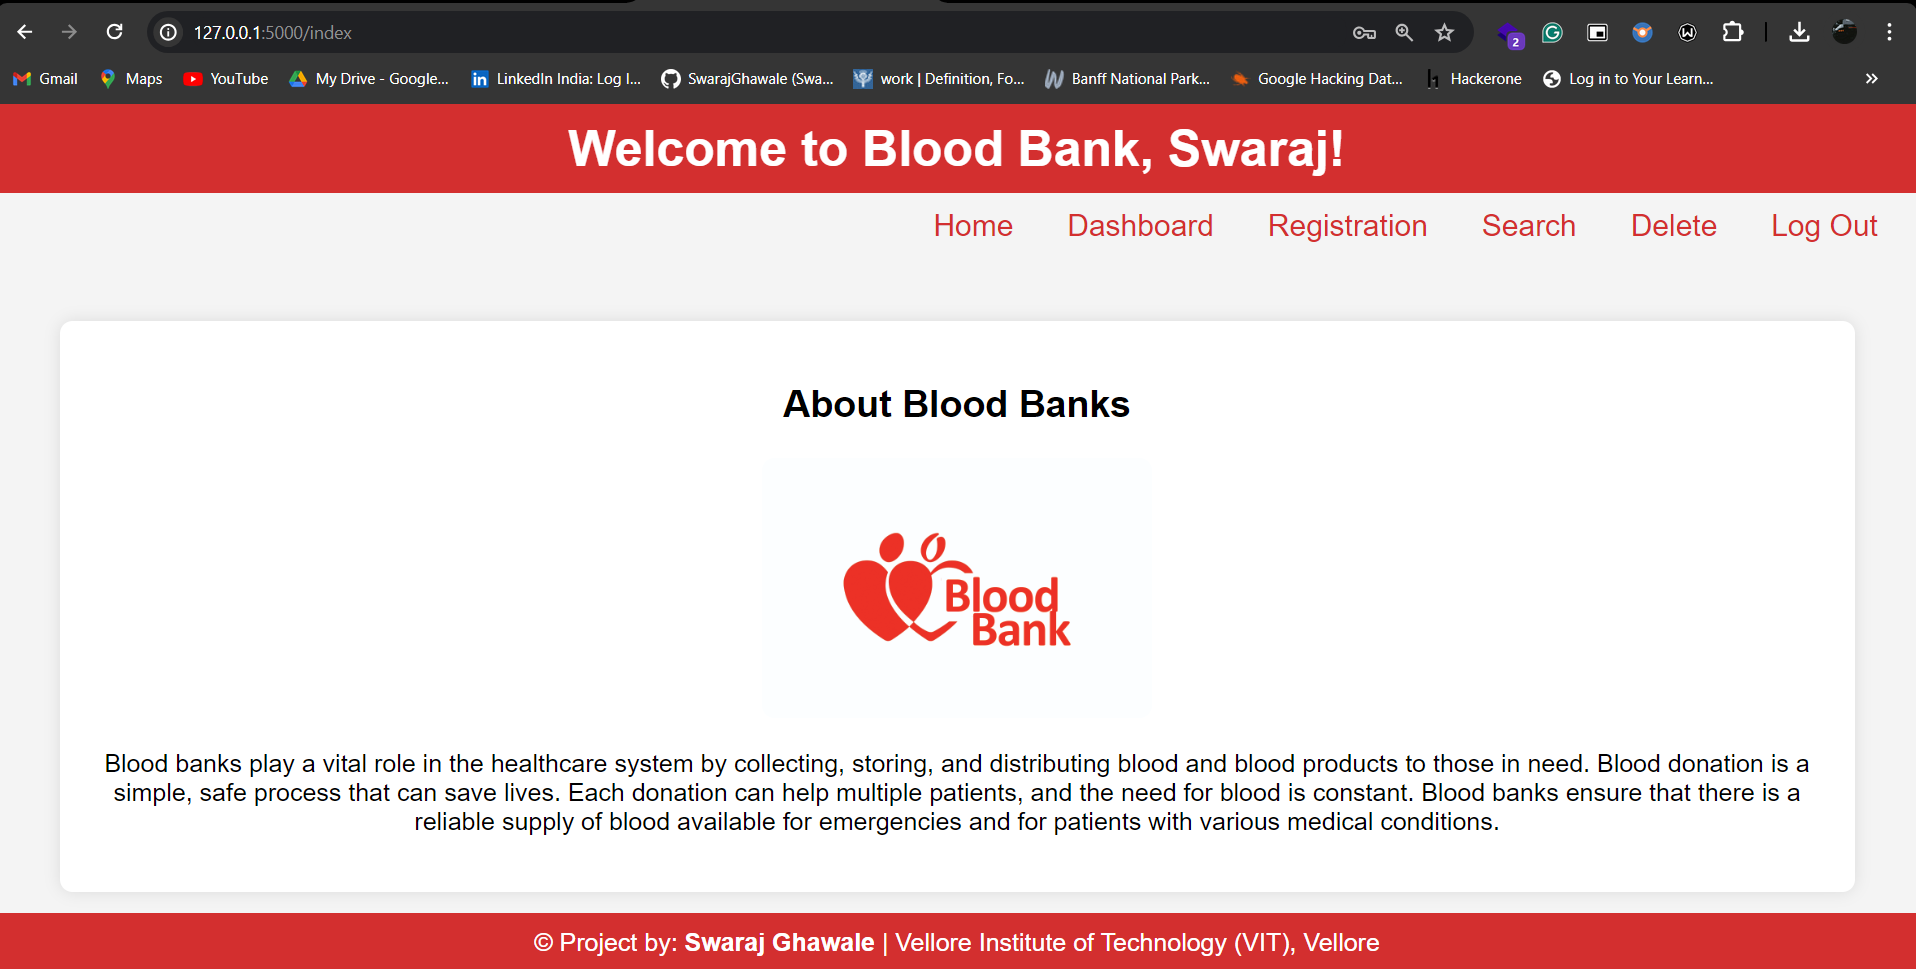 127.0.0.1:5000/index
2
Gmail
Maps
YouTube
My Drive - Google...
LinkedIn India: Log I...
SwarajGhawale (Swa...
work | Definition, Fo...
Banff National Park...
Google Hacking Dat...
Hackerone
Log in to Your Learn...
Welcome to Blood Bank, Swaraj!
Home
Dashboard
Registration
Search
Delete
Log Out
About Blood Banks
Blood
Bank
Blood banks play a vital role in the healthcare system by collecting, storing, and distributing blood and blood products to those in need. Blood donation is a
simple, safe process that can save lives. Each donation can help multiple patients, and the need for blood is constant. Blood banks ensure that there is a
reliable supply of blood available for emergencies and for patients with various medical conditions.
© Project by: Swaraj Ghawale | Vellore Institute of Technology (VIT), Vellore